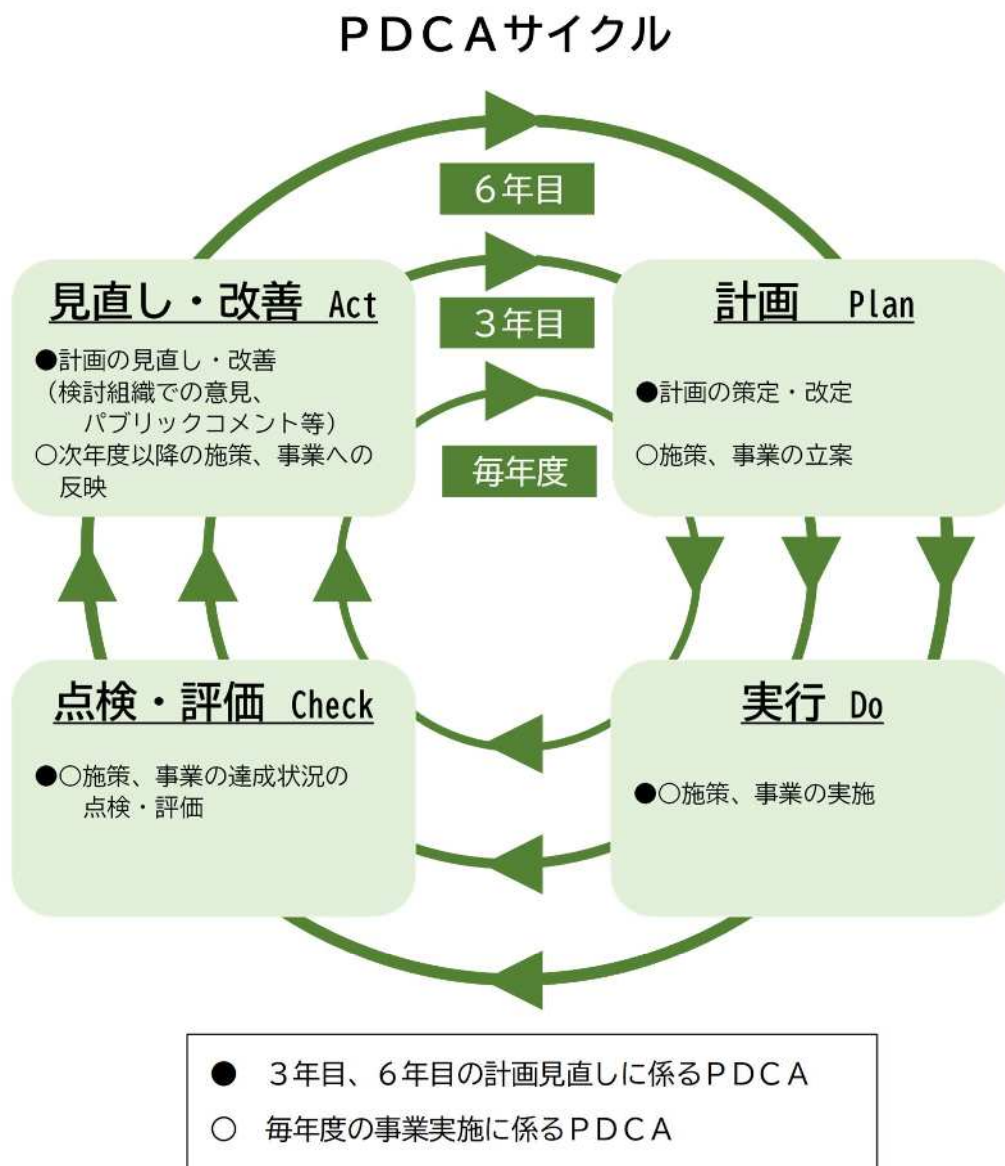 ＰＤＣＡサイクル
６年目
３年目
毎年度
見直し・改善 Act
●計画の見直し・改善
（検討組織での意見、
パブリックコメント等）
○次年度以降の施策、事業への
反映
計画　Plan
●計画の策定・改定
○施策、事業の立案
点検・評価 Check
●○施策、事業の達成状況の
点検・評価
実行 Do
●○施策、事業の実施
●　３年目、６年目の計画見直しに係るＰＤＣＡ
○　毎年度の事業実施に係るＰＤＣＡ